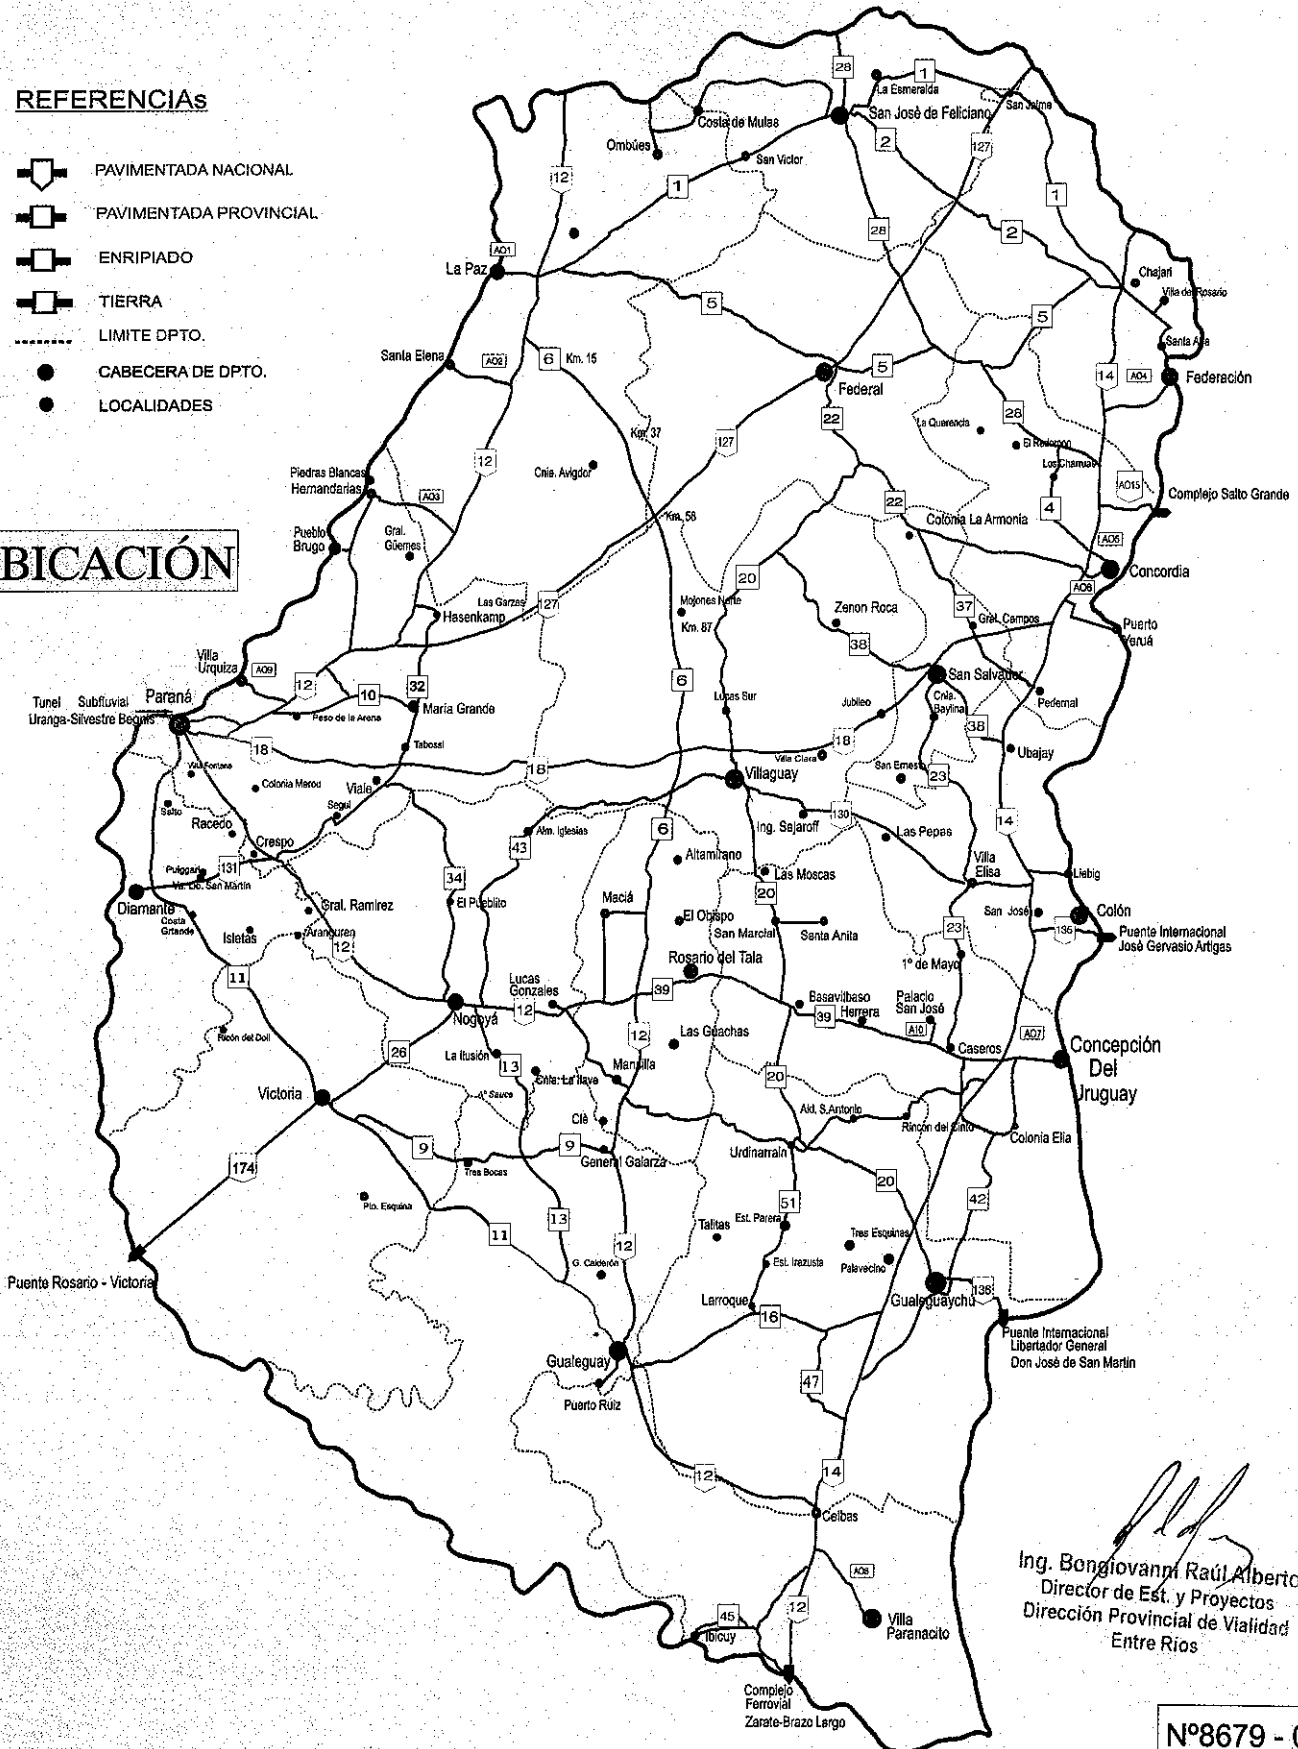 REFERENCIAs
PAVIMENTADA NACIONAL
PAVIMENTADA PROVINCIAL
ENRIPIADO
TIERRA
LIMITE DPTO.
CABECERA DE DPTO.
LOCALIDADES
BICACIÓN
28
1
La Esmeralda
San José de Feliciano
San Jaime
Costa de Mulas
Ombúes
San Victor
2
127
12
1
1
28
2
A01
La Paz
Chajari
Villa del Rosario
5
5
Santa Ana
Santa Elena
A02
6
Km. 15
5
14
A04
Federación
Federal
22
28
La Querencia
El Redomon
Km. 37
127
12
Cnia. Avigdor
Los Charruas
A015
Piedras Blancas
Hernandarias
A03
Complejo Salto Grande
22
4
Km. 56
Colonia La Armonia
Pueblo
Brugo
Gral.
Güemes
A05
Concordia
20
A06
Las Garzas
127
Mojones Norte
Hasenkamp
Km. 87
Zenon Roca
37
Gral. Campos
Puerto
Yeruá
38
Villa
Urquiza
A09
12
10
32
6
San Salvador
Tunel Subfluvial
Uranga-Silvestre Begnis
Paraná
Peso de la Arena
María Grande
Lucas Sur
Jubileo
Cnia.
Baylina
Pedernal
38
18
Tabossi
18
18
Ubajay
Villa Fontana
Villa Clara
Colonia Merou
Viale
Villaguay
San Ernesto
23
Salto
Segui
Racedo
Alm. Iglesias
6
Ing. Sajaroff
130
14
Crespo
43
Las Pepas
Puiggari
131
Altamirano
Las Moscas
Villa
Elisa
Liebig
Diamante
34
El Pueblito
20
Maciá
Costa
Grtande
Gral. Ramirez
El Obispo
San Marcial
Santa Anita
San José
Colón
Isletas
Aranguren
12
23
136
Puente Internacional
José Gervasio Artigas
11
Rosario del Tala
1º de Mayo
Lucas
Gonzales
39
Basavilbaso
Herrera
Palacio
San José
Nogoyá
12
39
A10
A07
Ricón del Doll
12
Las Guachas
Caseros
Concepción
Del
Uruguay
26
La Ilusión
13
Mansilla
20
Victoria
Clé
Akl. S.Antonio
Rincón del Cinto
Colonia Elia
9
9
General Galarza
Urdinarrain
174
Tres Bocas
20
42
Pto. Esquina
51
13
Est. Parera
11
12
Talitas
Tres Esquinas
G. Calderón
Est. Irazusta
Palavecino
Puente Rosario - Victoria
Larroque
Gualeguaychú
136
16
Puente Internacional
Libertador General
Don José de San Martin
Gualeguay
47
Puerto Ruiz
12
14
Ceibas
A08
12
Villa
Paranacito
45
Ibicuy
Complejo
Ferrovial
Zarate-Brazo Largo
Ing. Bongiovanni Raúl Alberto
Director de Est. y Proyectos
Dirección Provincial de Vialidad
Entre Ríos
Nº8679 - 0